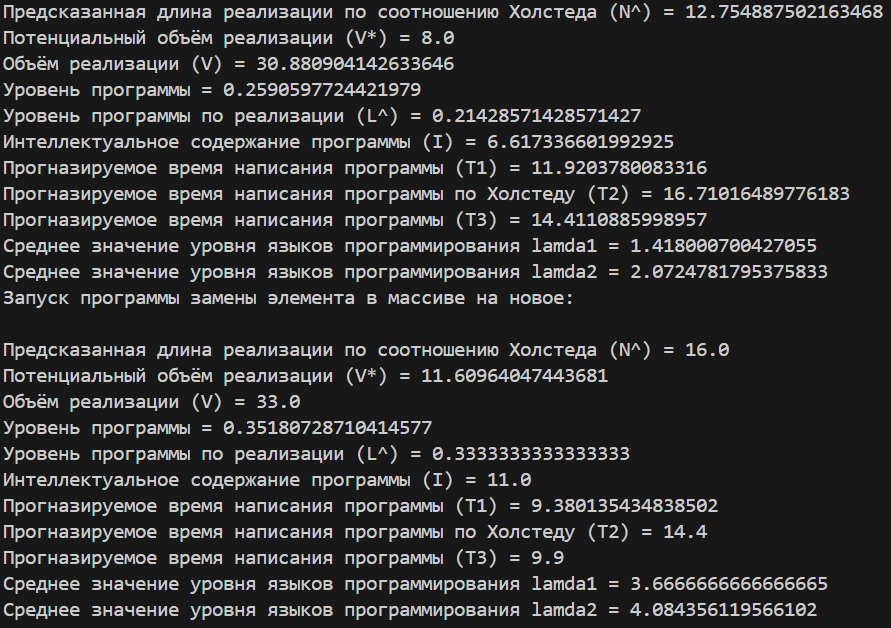 Предсказанная длина реализации по соотношению Холстеда (N^) = 12.754887502163468
Потенциальный объём реализации (V*) = 8.0
Объём реализации (V) = 30.880904142633646
Уровень программы = 0.2590597724421979
Уровень программы по реализации (L^) = 0.21428571428571427
Интеллектуальное содержание программы (I) = 6.617336601992925
Прогназируемое время написания программы (T1) = 11.9203780083316
Прогназируемое время написания программы по Холстеду (T2) = 16.71016489776183
Прогназируемое время написания программы (T3) = 14.4110885998957
Среднее значение уровня языков программирования lamda1 = 1.418000700427055
Среднее значение уровня языков программирования lamda2 = 2.0724781795375833
Запуск программы замены элемента в массиве на новое:
Предсказанная длина реализации по соотношению Холстеда (N^) = 16.0
Потенциальный объём реализации (V*) = 11.60964047443681
Объём реализации (V) = 33.0
Уровень программы = 0.35180728710414577
Уровень программы по реализации (L^) = 0.3333333333333333
Интеллектуальное содержание программы (I) = 11.0
Прогназируемое время написания программы (T1) = 9.380135434838502
Прогназируемое время написания программы по Холстеду (T2) = 14.4
Прогназируемое время написания программы (T3) = 9.9
Среднее значение уровня языков программирования lamda1 = 3.6666666666666665
Среднее значение уровня языков программирования lamda2 = 4.084356119566102